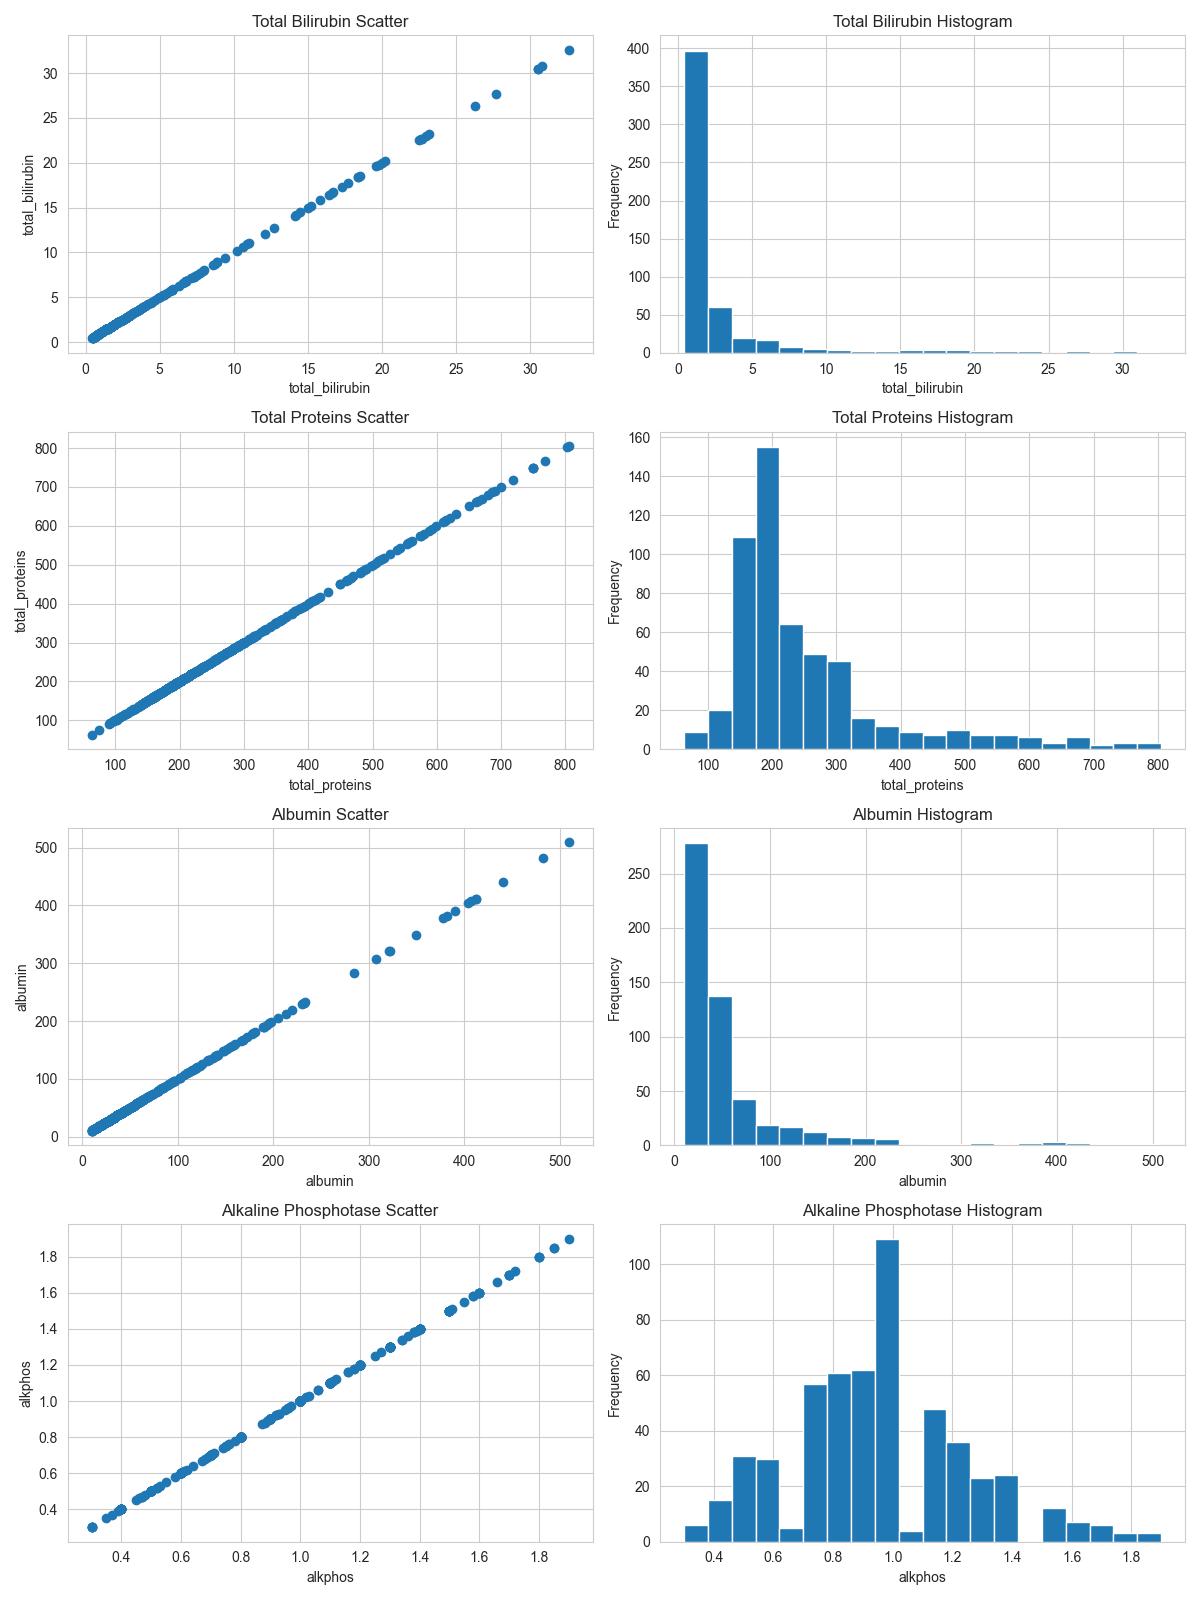 Total Bilirubin Scatter
total_bilirubin
30
25
20
15
10
5
0
0 5 10 15 20 25 30
total_bilirubin
Total Bilirubin Histogram
Frequency
400
350
300
250
200
150
100
50
0
0 5 10 15 20 25 30
total_bilirubin
Total Proteins Scatter
total_proteins
800
700
600
500
400
300
200
100
100 200 300 400 500 600 700 800
total_proteins
Total Proteins Histogram
Frequency
160
140
120
100
80
60
40
20
0
100 200 300 400 500 600 700 800
total_proteins
Albumin Scatter
albumin
500
400
300
200
100
0
0 100 200 300 400 500
albumin
Albumin Histogram
Frequency
250
200
150
100
50
0
0 100 200 300 400 500
albumin
Alkaline Phosphotase Scatter
alkphos
1.8
1.6
1.4
1.2
1.0
0.8
0.6
0.4
0.4 0.6 0.8 1.0 1.2 1.4 1.6 1.8
alkphos
Alkaline Phosphotase Histogram
Frequency
100
80
60
40
20
0
0.4 0.6 0.8 1.0 1.2 1.4 1.6 1.8
alkphos